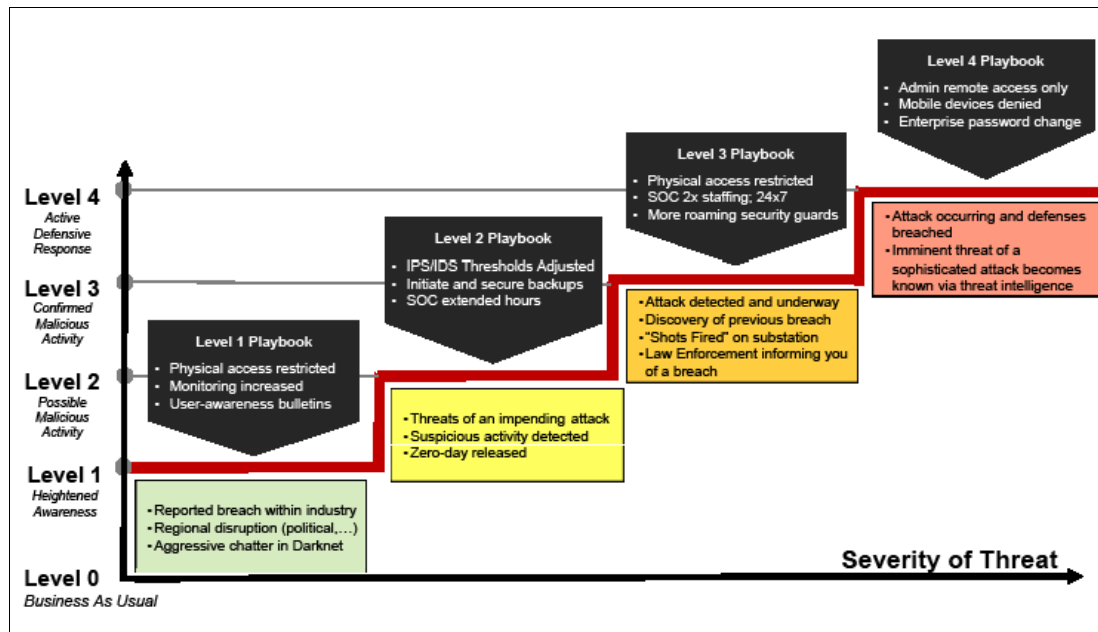 Level 4 Playbook
• Admin remote access only
• Mobile devices denied
• Enterprise password change
Level 3 Playbook
• Physical access restricted
• SOC 2x staffing; 24x7
• More roaming security guards
Level 2 Playbook
• IPS/IDS Thresholds Adjusted
• Initiate and secure backups
• SOC extended hours
Level 1 Playbook
• Physical access restricted
• Monitoring increased
• User-awareness bulletins
Level 4
Active
Defensive
Response
Level 3
Confirmed
Malicious
Activity
Level 2
Possible
Malicious
Activity
Level 1
Heightened
Awareness
Level 0
Business As Usual
• Reported breach within industry
• Regional disruption (political,…)
• Aggressive chatter in Darknet
• Threats of an impending attack
• Suspicious activity detected
• Zero-day released
• Attack detected and underway
• Discovery of previous breach
• "Shots Fired" on substation
• Law Enforcement informing you
of a breach
• Attack occurring and defenses
breached
• Imminent threat of a
sophisticated attack becomes
known via threat intelligence
Severity of Threat